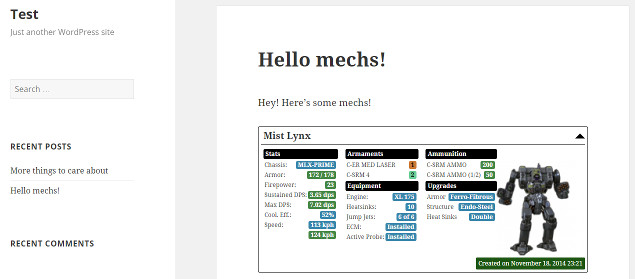 Test
Just another WordPress site
Search ...
RECENT POSTS
More things to care about
Hello mechs!
RECENT COMMENTS
Hello mechs!
Hey! Here's some mechs!
Mist Lynx
Stats
Chassis: MLX-PRIME
Armor: 172 / 178
Firepower: 23
Sustained DPS: 3.65 dps
Max DPS: 7.02 dps
Cool. Eff.: 52%
Speed: 113 kph
124 kph
Armaments
C-ER MED LASER 1
C-SRM 4 2
Equipment
Engine: XL 175
Heatsinks: 10
Jump Jets: 6 of 6
ECM: Installed
Active Probe: Installed
Ammunition
C-SRM AMMO 200
C-SRM AMMO (1/2) 50
Upgrades
Armor Ferro-Fibrous
Structure Endo-Steel
Heat Sinks Double
Created on November 18, 2014 23:21